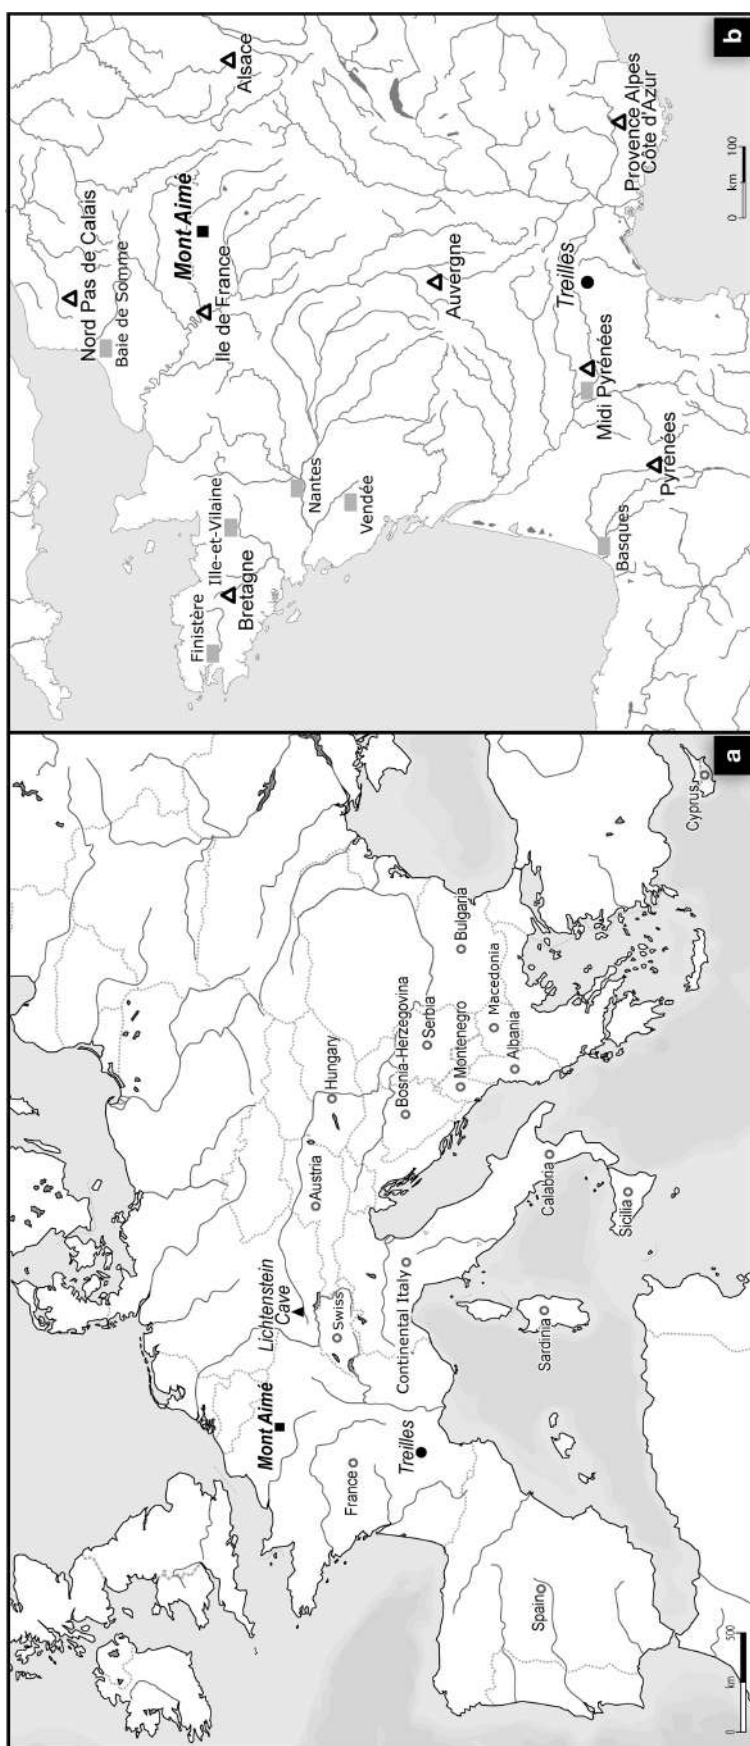 Lichtenstein
Cave
Mont Aimé
Swiss
Austria
Hungary
France
Treilles
Continental Italy
Bosnia-Herzegovina
Serbia
Montenegro
Bulgaria
Macedonia
Albania
Spain
Sardinia
Calabria
Sicilia
Cyprus
0
km
500
a
Nord Pas de Calais
Baie de Somme
Mont Aimé
Alsace
Ile de France
Finistère
Ille-et-Vilaine
Bretagne
Nantes
Vendée
Auvergne
Treilles
Midi Pyrénées
Basques
Pyrénées
Provence Alpes
Côte d'Azur
0
km
100
b